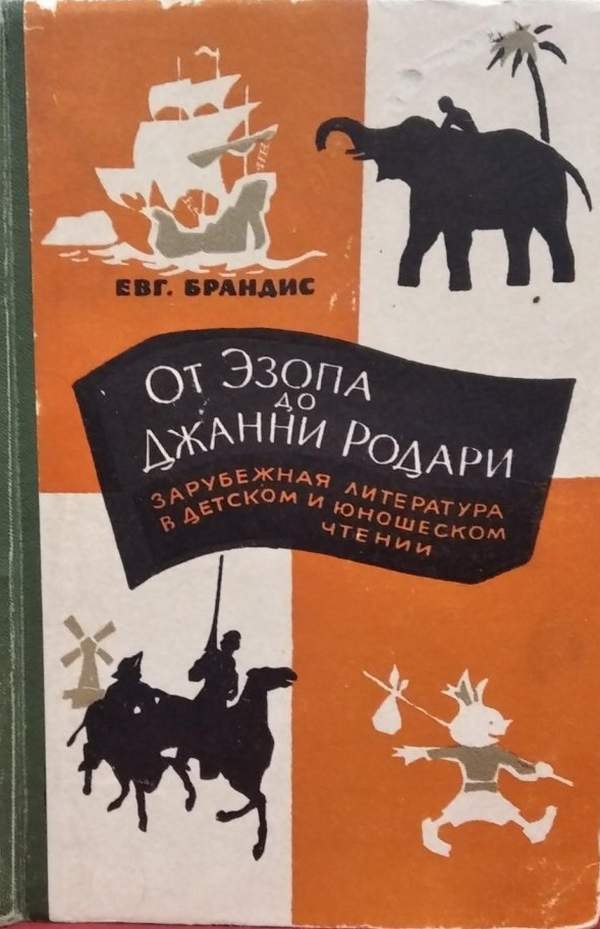 ЕВГ. БРАНДИС
ОТ ЭЗОПА
ДО
ДЖАННИ РОДАРИ
ЗАРУБЕЖНАЯ ЛИТЕРАТУРА
В ДЕТСКОМ И ЮНОШЕСКОМ
ЧТЕНИИ